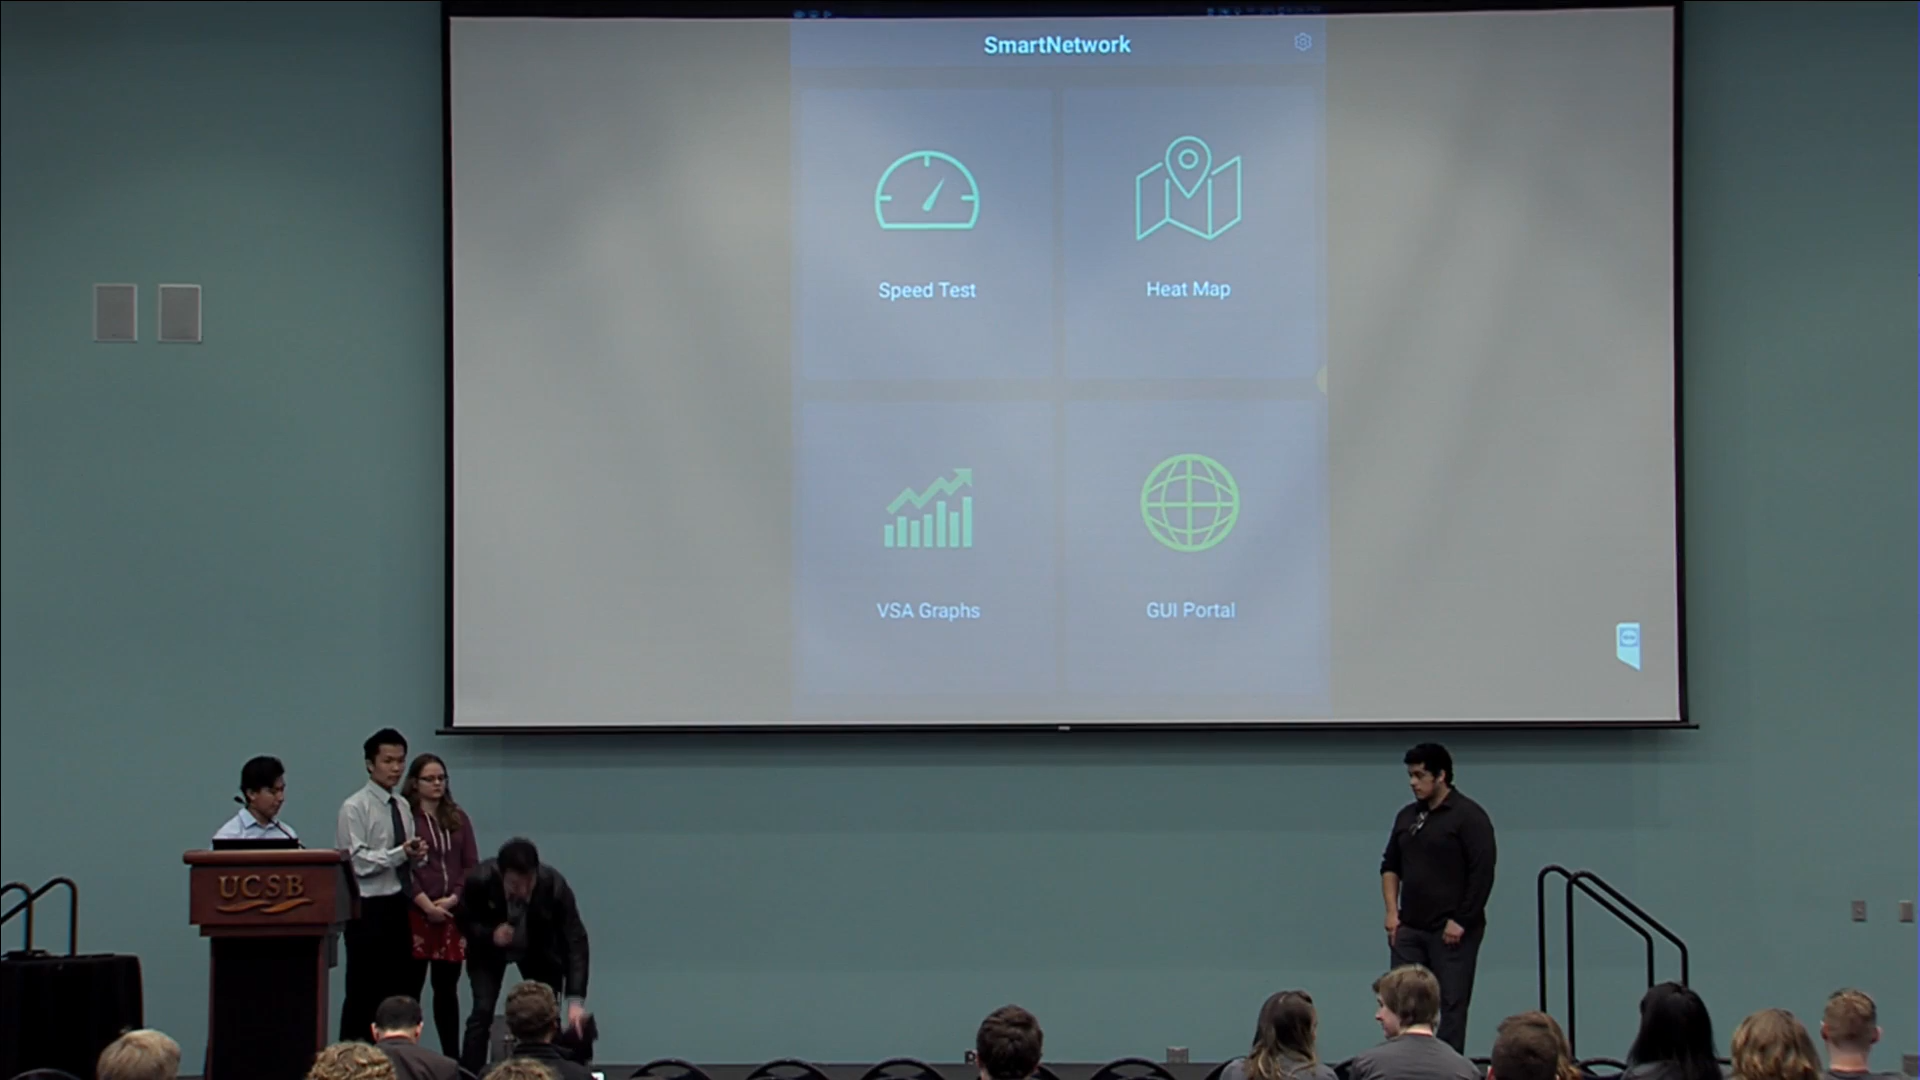 SmartNetwork
Speed Test
Heat Map
VSA Graphs
GUI Portal
UCSB